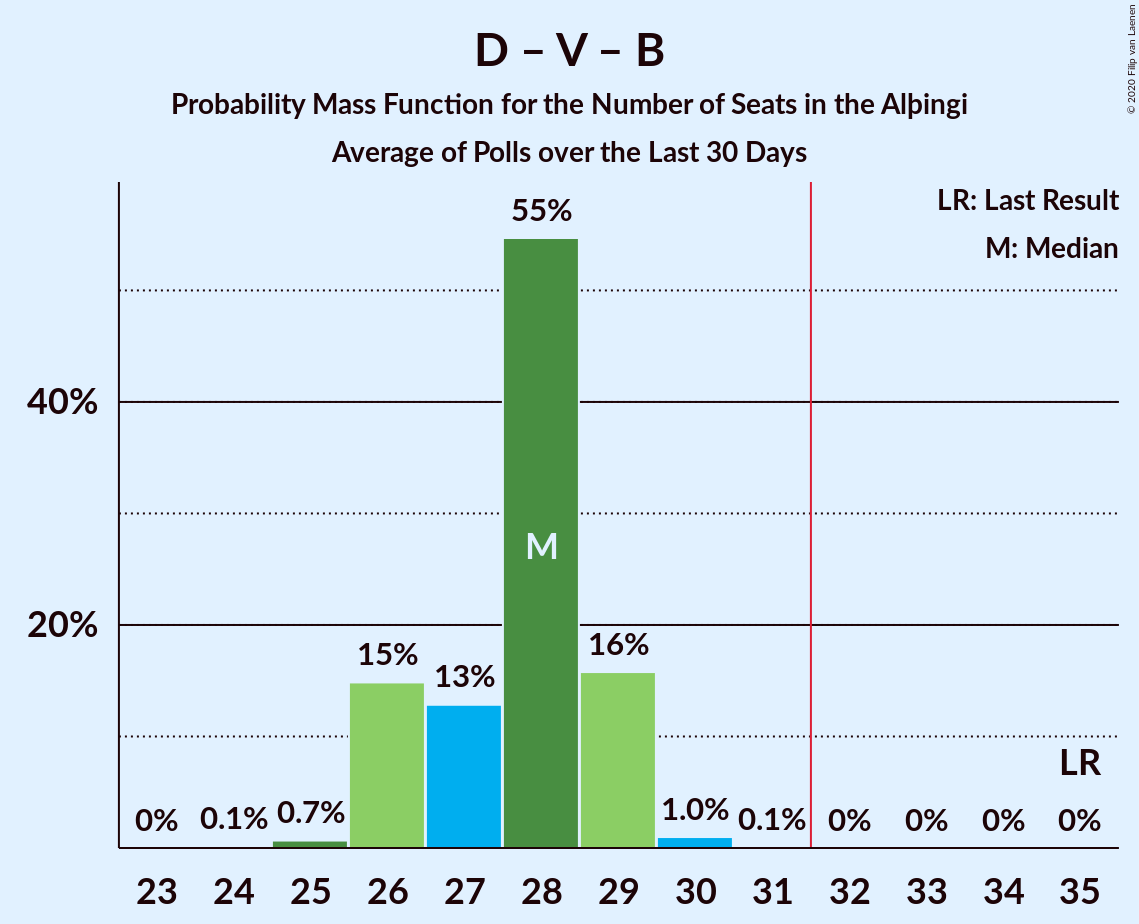 D – V – B
Probability Mass Function for the Number of Seats in the Alþingi
Average of Polls over the Last 30 Days
© 2020 Filip van Laenen
LR: Last Result
M: Median
55%
40%
M
20%
15%
13%
16%
LR
0%
0.1%
0.7%
1.0%
0.1%
0%
0%
0%
0%
23 24 25 26 27 28 29 30 31 32 33 34 35